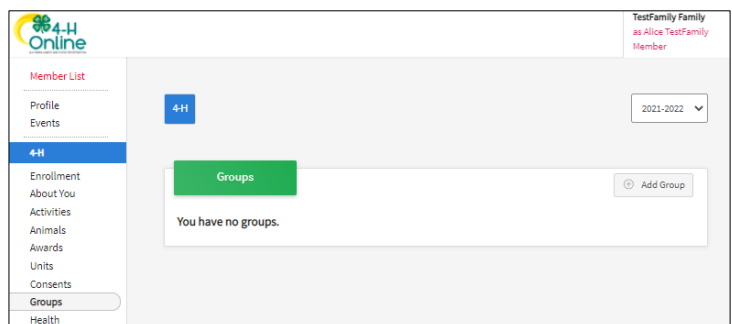 4-H
Online
TestFamily Family
as Alice TestFamily
Member
Member List
Profile
Events
4-H
Enrollment
About You
Activities
Animals
Awards
Units
Consents
Groups
Health
4-H
2021-2022
Groups
Add Group
You have no groups.